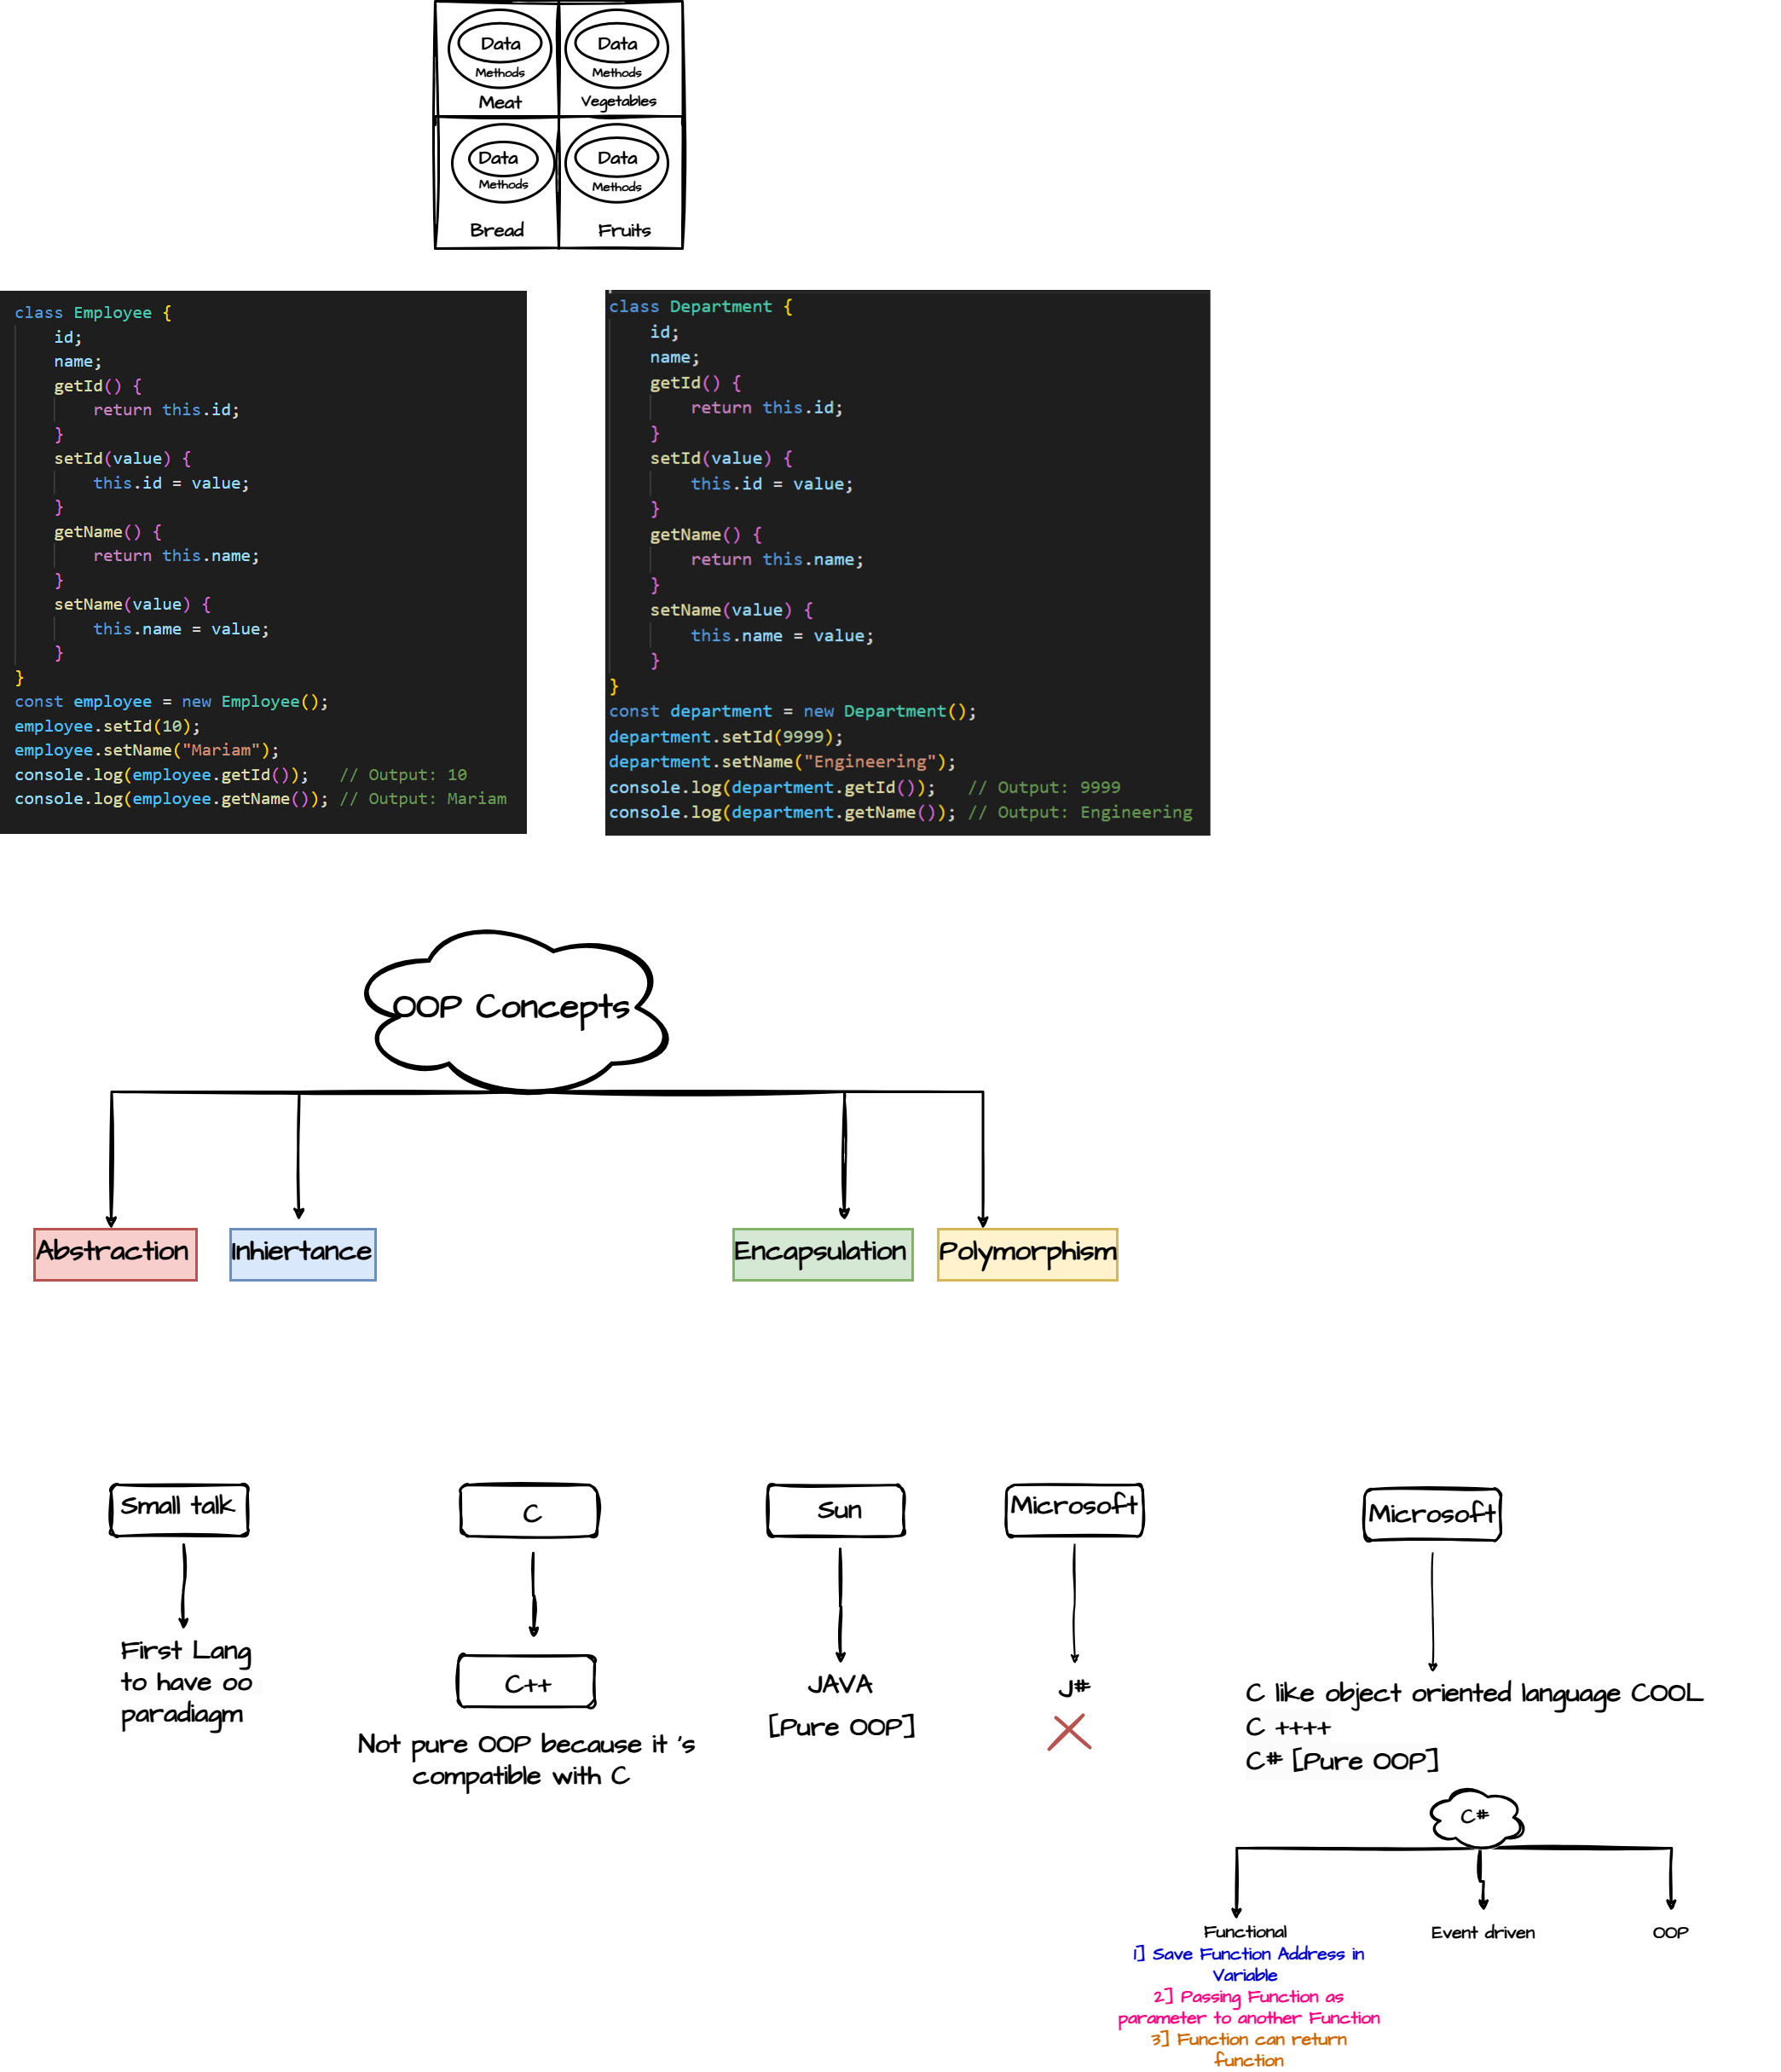 Data
Methods
Meat
Data
Methods
Vegetables
Data
Methods
Bread
Data
Methods
Fruits
class Employee {
    id;
    name;
    getId() {
        return this.id;
    }
    setId(value) {
        this.id = value;
    }
    getName() {
        return this.name;
    }
    setName(value) {
        this.name = value;
    }
}
const employee = new Employee();
employee.setId(10);
employee.setName("Mariam");
console.log(employee.getId());   // Output: 10
console.log(employee.getName()); // Output: Mariam
class Department {
    id;
    name;
    getId() {
        return this.id;
    }
    setId(value) {
        this.id = value;
    }
    getName() {
        return this.name;
    }
    setName(value) {
        this.name = value;
    }
}
const department = new Department();
department.setId(9999);
department.setName("Engineering");
console.log(department.getId());   // Output: 9999
console.log(department.getName()); // Output: Engineering
OOP Concepts
Abstraction
Inhiertance
Encapsulation
Polymorphism
Small talk
First Lang
to have oo
paradiagm
C
C++
Not pure OOP because it 's
compatible with C
Sun
JAVA
[Pure OOP]
Microsoft
J#
Microsoft
C like object oriented language COOL
C ++++
C# [Pure OOP]
C#
Functional
1] Save Function Address in
Variable
2] Passing Function as
parameter to another Function
3] Function can return
function
Event driven
OOP